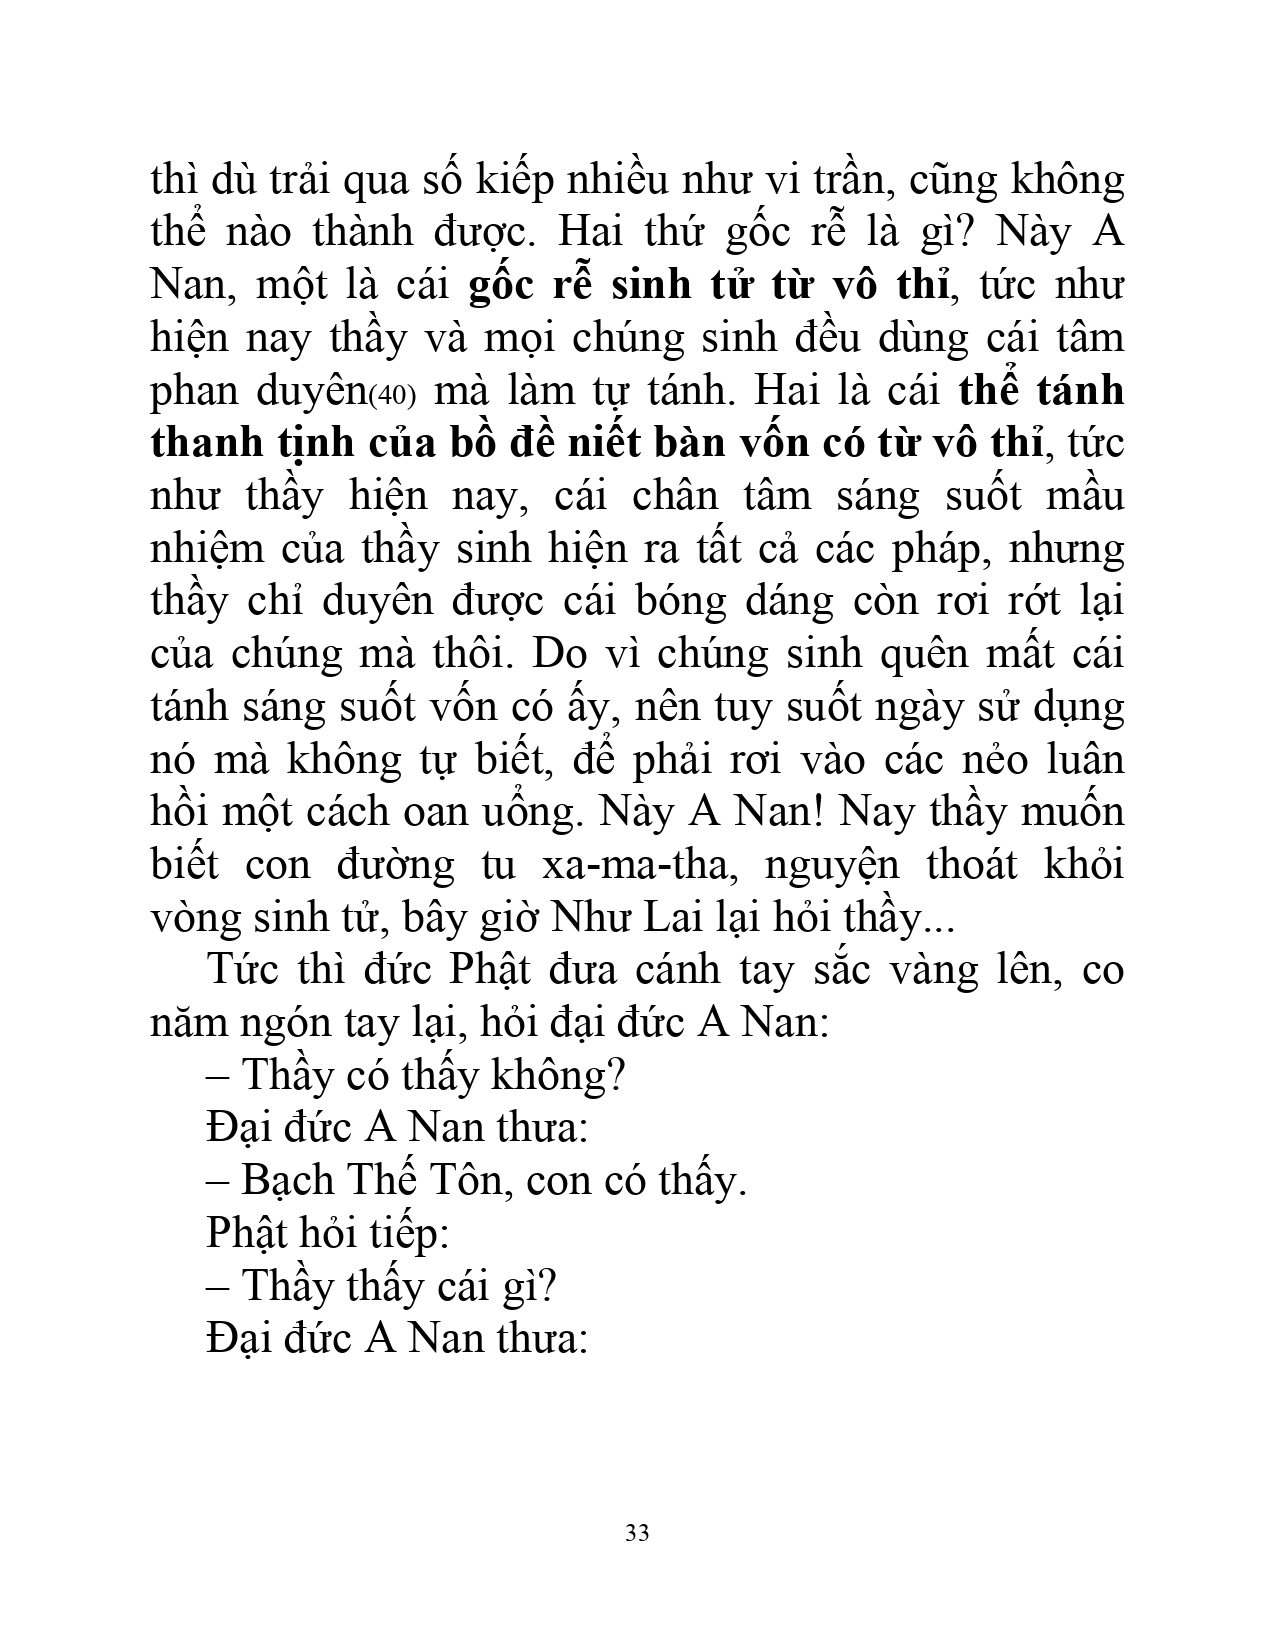 thì dù trải qua số kiếp nhiều như vi trần, cũng không
thể nào thành được. Hai thứ gốc rễ là gì? Này A
Nan, một là cái gốc rễ sinh tử từ vô thỉ, tức như
hiện nay thầy và mọi chúng sinh đều dùng cái tâm
phan duyên(40) mà làm tự tánh. Hai là cái thể tánh
thanh tịnh của bồ đề niết bàn vốn có từ vô thỉ, tức
như thầy hiện nay, cái chân tâm sáng suốt mầu
nhiệm của thầy sinh hiện ra tất cả các pháp, nhưng
thầy chỉ duyên được cái bóng dáng còn rơi rớt lại
của chúng mà thôi. Do vì chúng sinh quên mất cái
tánh sáng suốt vốn có ấy, nên tuy suốt ngày sử dụng
nó mà không tự biết, để phải rơi vào các nẻo luân
hồi một cách oan uổng. Này A Nan! Nay thầy muốn
biết con đường tu xa-ma-tha, nguyện thoát khỏi
vòng sinh tử, bây giờ Như Lai lại hỏi thầy...
Tức thì đức Phật đưa cánh tay sắc vàng lên, co
năm ngón tay lại, hỏi đại đức A Nan:
– Thầy có thấy không?
Đại đức A Nan thưa:
– Bạch Thế Tôn, con có thấy.
Phật hỏi tiếp:
– Thầy thấy cái gì?
Đại đức A Nan thưa:
33